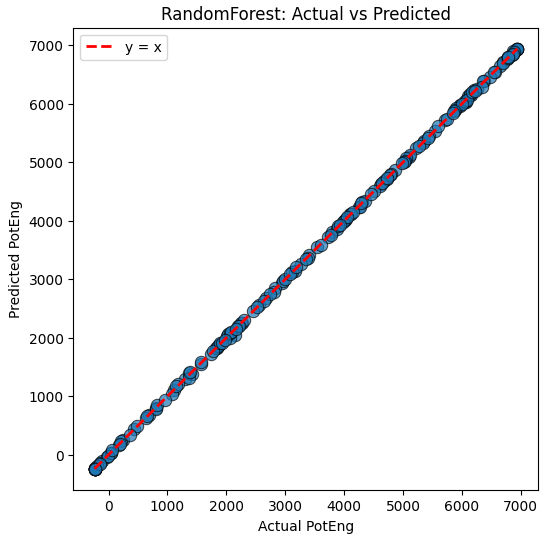 RandomForest: Actual vs Predicted
y = x
7000
6000
5000
4000
3000
2000
1000
0
Predicted PotEng
0 1000 2000 3000 4000 5000 6000 7000
Actual PotEng